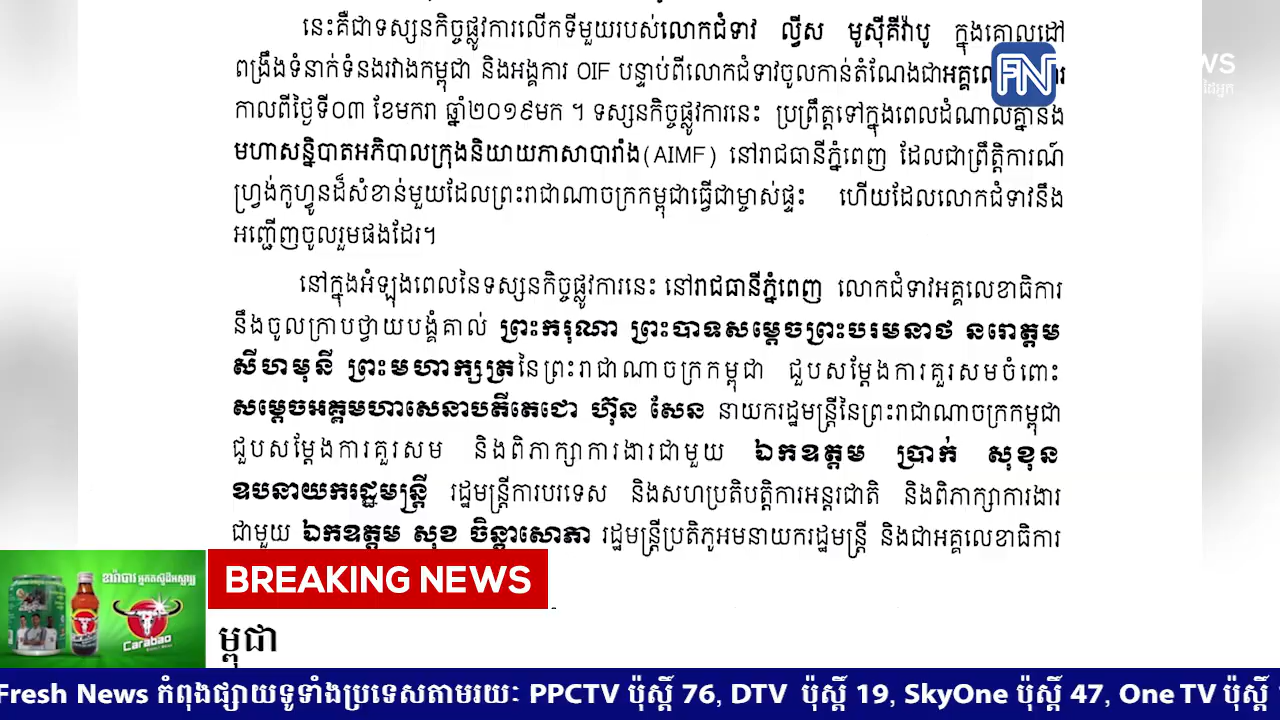 នេះគឺជាទស្សនកិច្ចផ្លូវការលើកទីមួយរបស់លោកជំទាវ ល្វីស មូស៊ីគីវ៉ាបូ ក្នុងគោលដៅ
ពង្រឹងទំនាក់ទំនងរវាងកម្ពុជា និងអង្គការ OIF បន្ទាប់ពីលោកជំទាវចូលកាន់តំណែងជាអគ្គលេ
កាលពីថ្ងៃទី០៣ ខែមករា ឆ្នាំ២០១៩មក ។ ទស្សនកិច្ចផ្លូវការនេះ ប្រព្រឹត្តទៅក្នុងពេលដំណាលគ្នានឹង
មហាសន្និបាតអភិបាលក្រុងនិយាយភាសាបារាំង(AIMF) នៅរាជធានីភ្នំពេញ ដែលជាព្រឹត្តិការណ៍
ហ្វ្រង់កូហ្វូនដ៏សំខាន់មួយដែលព្រះរាជាណាចក្រកម្ពុជាធ្វើជាម្ចាស់ផ្ទះ ហើយដែលលោកជំទាវនឹង
អញ្ជើញចូលរួមផងដែរ។
នៅក្នុងអំឡុងពេលនៃទស្សនកិច្ចផ្លូវការនេះ នៅរាជធានីភ្នំពេញ លោកជំទាវអគ្គលេខាធិការ
នឹងចូលក្រាបថ្វាយបង្គំគាល់ ព្រះករុណា ព្រះបាទសម្តេចព្រះបរមនាថ នរោត្តម
សីហមុនី ព្រះមហាក្សត្រនៃព្រះរាជាណាចក្រកម្ពុជា ជួបសម្តែងការគួរសមចំពោះ
សម្តេចអគ្គមហាសេនាបតីតេជោ ហ៊ុន សែន នាយករដ្ឋមន្ត្រីនៃព្រះរាជាណាចក្រកម្ពុជា
ជួបសម្តែងការគួរសម និងពិភាក្សាការងារជាមួយ ឯកឧត្តម ប្រាក់ សុខុន
ឧបនាយករដ្ឋមន្ត្រី រដ្ឋមន្ត្រីការបរទេស និងសហប្រតិបត្តិការអន្តរជាតិ និងពិភាក្សាការងារ
ជាមួយ ឯកឧត្តម សុខ ចិន្តាសោភា រដ្ឋមន្ត្រីប្រតិភូអមនាយករដ្ឋមន្ត្រី និងជាអគ្គលេខាធិការ
FN
Carabao
BREAKING NEWS
ម្ពុជា
Fresh News កំពុងផ្សាយទូទាំងប្រទេសតាមរយៈ PPCTV ប៉ុស្តិ៍ 76, DTV ប៉ុស្តិ៍ 19, SkyOne ប៉ុស្តិ៍ 47, One TV ប៉ុស្តិ៍